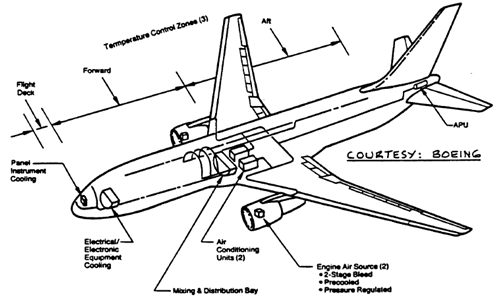 Termperature Control Zones (3)
Aft
Forward
Flight
Deck
APU
COURTESY: BOEING
Panel
Instrument
Cooling
Electrical/
Electronic
Equipment
Cooling
Air
Conditioning
Units (2)
Mixing & Distribution Bay
Engine Air Source (2)
• 2-Stage Bleed
• Precooled
• Pressure Regulated